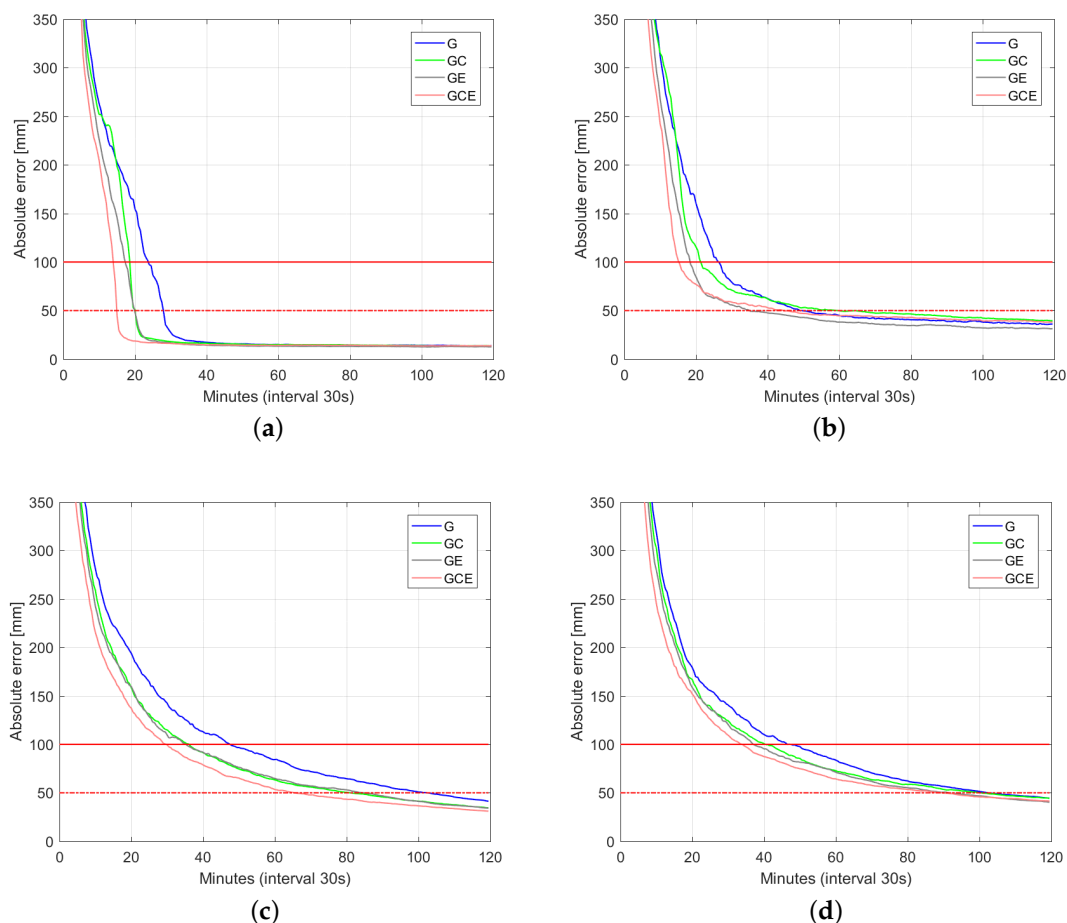 350
300
250
200
150
100
50
0
Absolute error [mm]
G
GC
GE
GCE
0 20 40 60 80 100 120
Minutes (interval 30s)
(a)
350
300
250
200
150
100
50
0
Absolute error [mm]
G
GC
GE
GCE
0 20 40 60 80 100 120
Minutes (interval 30s)
(b)
350
300
250
200
150
100
50
0
Absolute error [mm]
G
GC
GE
GCE
0 20 40 60 80 100 120
Minutes (interval 30s)
(c)
350
300
250
200
150
100
50
0
Absolute error [mm]
G
GC
GE
GCE
0 20 40 60 80 100 120
Minutes (interval 30s)
(d)